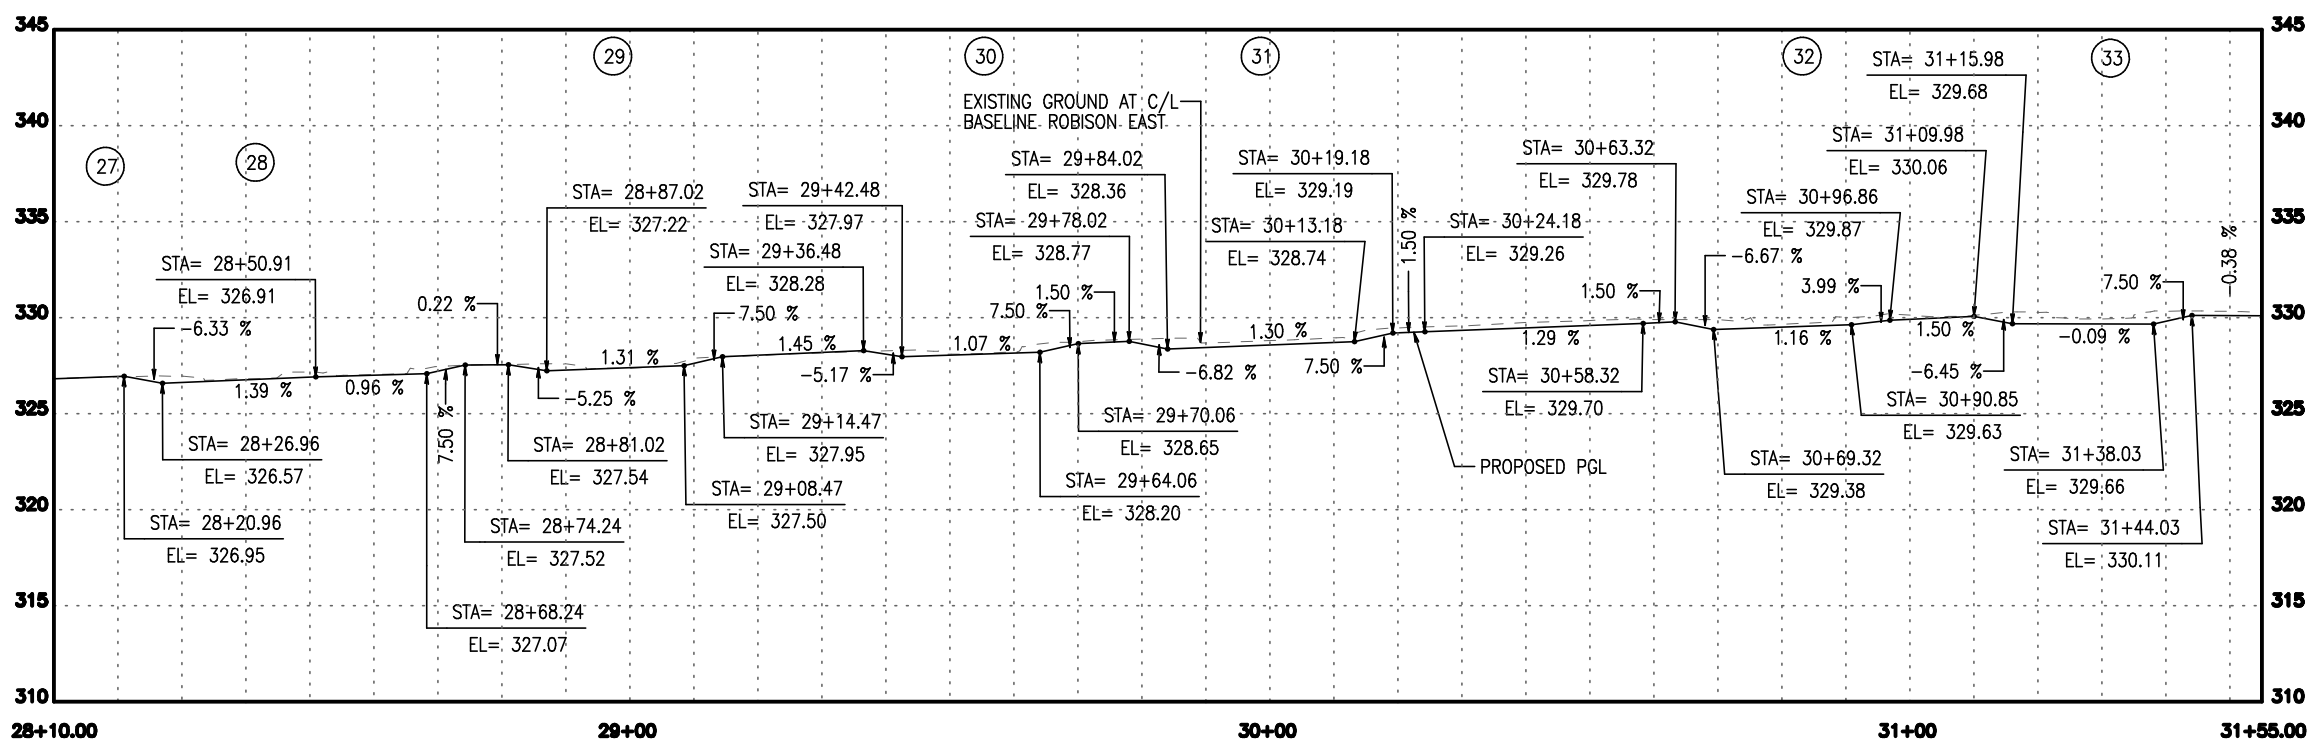 345
345
29
30
31
32
33
STA= 31+15.98
EL= 329.68
EXISTING GROUND AT C/L
BASELINE ROBISON EAST
340
340
27
28
STA= 31+09.98
EL= 330.06
STA= 29+84.02
EL= 328.36
STA= 30+19.18
EL= 329.19
STA= 30+63.32
EL= 329.78
STA= 28+87.02
EL= 327.22
STA= 29+42.48
EL= 327.97
STA= 30+96.86
EL= 329.87
335
335
STA= 29+78.02
EL= 328.77
STA= 30+13.18
EL= 328.74
1.50 %
STA= 30+24.18
EL= 329.26
-6.67 %
-0.38 %
STA= 28+50.91
EL= 326.91
STA= 29+36.48
EL= 328.28
0.22 %
1.50 %
1.50 %
3.99 %
7.50 %
330
330
-6.33 %
7.50 %
7.50 %
1.45 %
1.07 %
1.30 %
1.29 %
1.16 %
1.50 %
-0.09 %
1.39 %
0.96 %
1.31 %
-5.17 %
-6.82 %
7.50 %
-6.45 %
7.50 %
-5.25 %
STA= 30+58.32
EL= 329.70
325
325
STA= 28+26.96
EL= 326.57
STA= 28+81.02
EL= 327.54
STA= 29+14.47
EL= 327.95
STA= 29+70.06
EL= 328.65
STA= 30+90.85
EL= 329.63
PROPOSED PGL
STA= 30+69.32
EL= 329.38
STA= 31+38.03
EL= 329.66
STA= 29+08.47
EL= 327.50
STA= 29+64.06
EL= 328.20
320
320
STA= 28+20.96
EL= 326.95
STA= 28+74.24
EL= 327.52
STA= 31+44.03
EL= 330.11
315
315
STA= 28+68.24
EL= 327.07
310
310
28+10.00
29+00
30+00
31+00
31+55.00